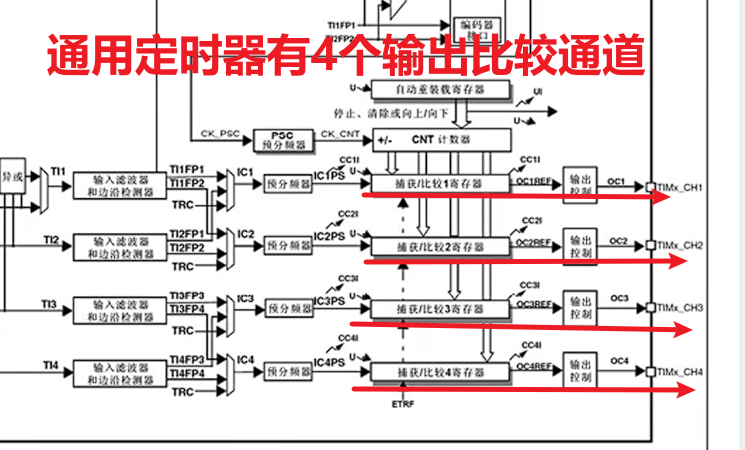 TI1FP1
TI2FP2
编码器
接口
通用定时器有4个输出比较通道
U
自动重装载寄存器
UI
停止、清除或向上/向下
U
CK_PSC
PSC
预分频器
CK_CNT
+/-
CNT 计数器
异或
TI1
输入滤波器
和边沿检测器
TI1FP1
TI1FP2
TRC
IC1
预分频器
CC1I
IC1PS
U
捕获/比较1寄存器
CC1I
OC1REF
输出
控制
OC1
TIMx_CH1
TI2
输入滤波器
和边沿检测器
TI2FP1
TI2FP2
TRC
IC2
预分频器
CC2I
IC2PS
U
捕获/比较2寄存器
CC2I
OC2REF
输出
控制
OC2
TIMx_CH2
TI3
输入滤波器
和边沿检测器
TI3FP3
TI3FP4
TRC
IC3
预分频器
CC3I
IC3PS
U
捕获/比较3寄存器
CC3I
OC3REF
输出
控制
OC3
TIMx_CH3
TI4
输入滤波器
和边沿检测器
TI4FP3
TI4FP4
TRC
IC4
预分频器
CC4I
IC4PS
U
捕获/比较4寄存器
CC4I
OC4REF
输出
控制
OC4
TIMx_CH4
ETRF